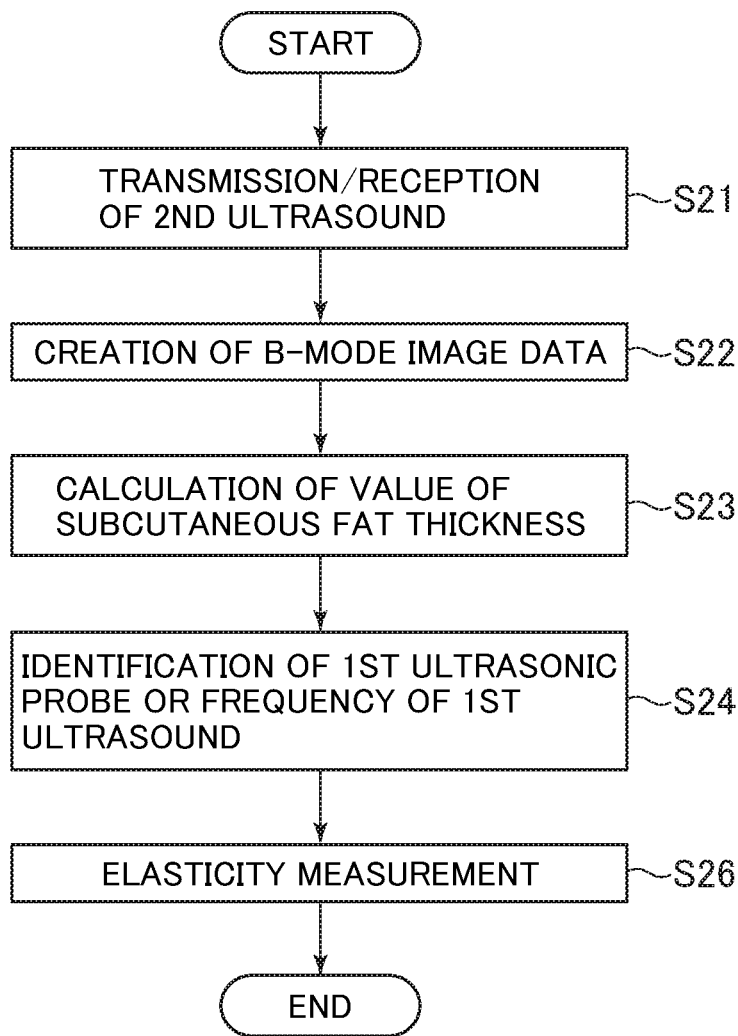 START
TRANSMISSION/RECEPTION
OF 2ND ULTRASOUND
S21
CREATION OF B-MODE IMAGE DATA
S22
CALCULATION OF VALUE OF
SUBCUTANEOUS FAT THICKNESS
S23
IDENTIFICATION OF 1ST ULTRASONIC
PROBE OR FREQUENCY OF 1ST
ULTRASOUND
S24
ELASTICITY MEASUREMENT
S26
END